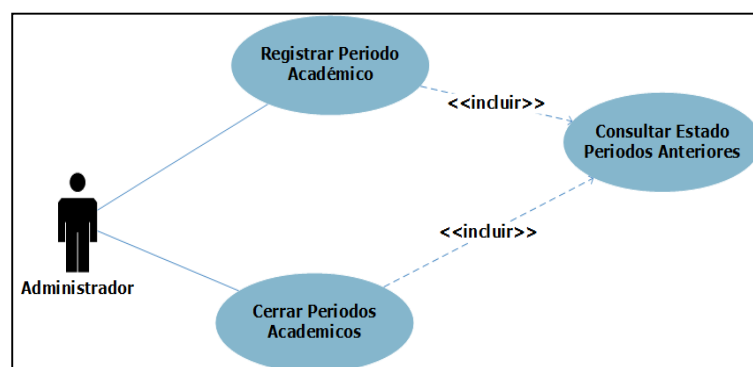 Registrar Periodo
Académico
<<incluir>>
Consultar Estado
Periodos Anteriores
<<incluir>>
Administrador
Cerrar Periodos
Academicos